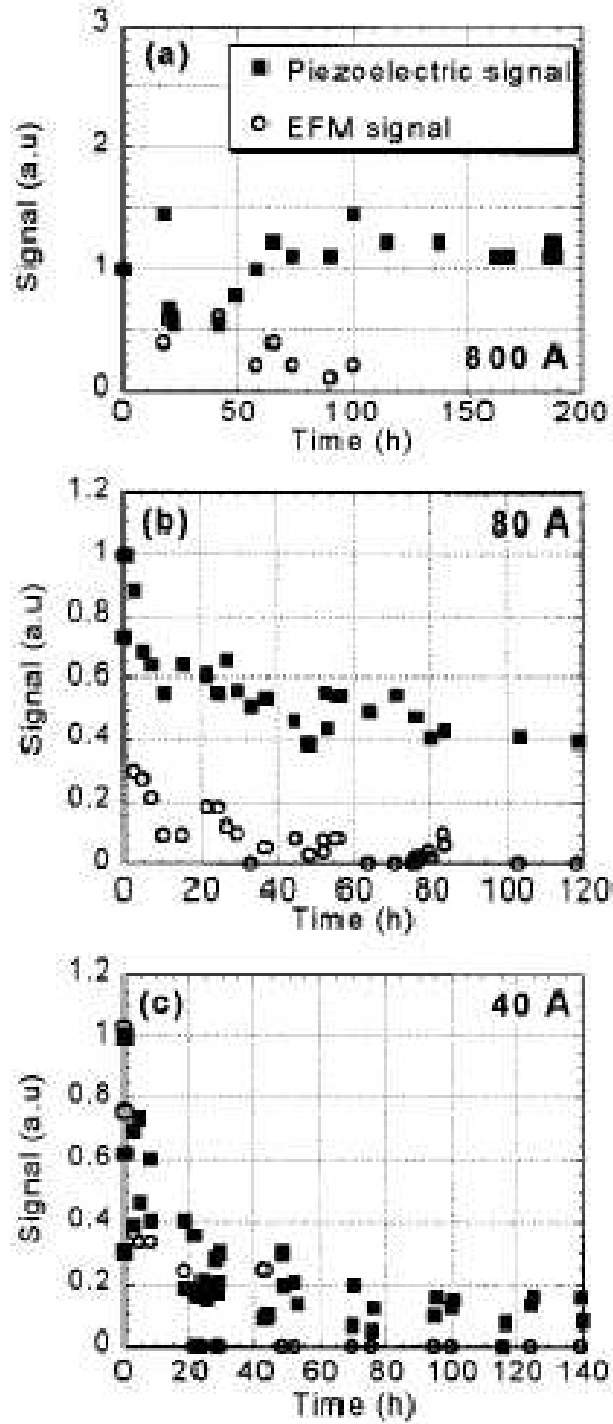 (a)
Piezoelectric signal
EFM signal
3
2
1
0
Signal (a.u)
800 A
0 50 100 150 200
Time (h)
(b)
80 A
1.2
1
0.8
0.6
0.4
0.2
0
Signal (a.u)
0 20 40 60 80 100 120
Time (h)
(c)
40 A
1.2
1
0.8
0.6
0.4
0.2
0
Signal (a.u)
0 20 40 60 80 100 120 140
Time (h)